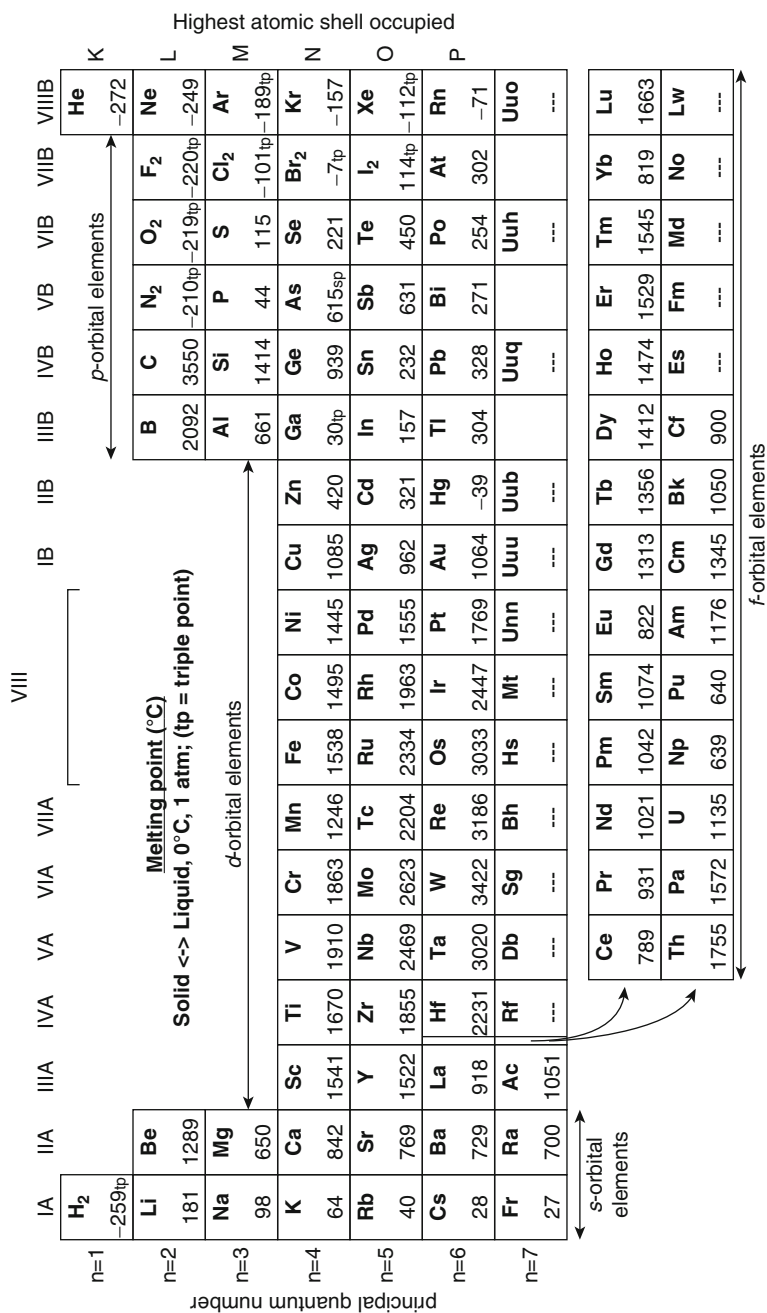 VIII
IA IIA IIIA IVA VA VIA VIIA IB IIB IIIB IVB VB VIB VIIB VIIIB
principal quantum number
Highest atomic shell occupied
n=1 H₂ He K
−259tp −272
p-orbital elements
Melting point (°C)
Solid <-> Liquid, 0°C, 1 atm; (tp = triple point)
n=2 Li Be B C N₂ O₂ F₂ Ne L
181 1289 2092 3550 −210tp −219tp −220tp −249
n=3 Na Mg Al Si P S Cl₂ Ar M
98 650 661 1414 44 115 −101tp −189tp
d-orbital elements
n=4 K Ca Sc Ti V Cr Mn Fe Co Ni Cu Zn Ga Ge As Se Br₂ Kr N
64 842 1541 1670 1910 1863 1246 1538 1495 1445 1085 420 30tp 939 615sp 221 −7tp −157
n=5 Rb Sr Y Zr Nb Mo Tc Ru Rh Pd Ag Cd In Sn Sb Te I₂ Xe O
40 769 1522 1855 2469 2623 2204 2334 1963 1555 962 321 157 232 631 450 114tp −112tp
n=6 Cs Ba La Hf Ta W Re Os Ir Pt Au Hg Tl Pb Bi Po At Rn P
28 729 918 2231 3020 3422 3186 3033 2447 1769 1064 −39 304 328 271 254 302 −71
n=7 Fr Ra Ac Rf Db Sg Bh Hs Mt Unn Uuu Uub Uuq Uuh Uuo
27 700 1051 --- --- --- --- --- --- --- --- --- --- --- ---
s-orbital
elements
Ce Pr Nd Pm Sm Eu Gd Tb Dy Ho Er Tm Yb Lu
789 931 1021 1042 1074 822 1313 1356 1412 1474 1529 1545 819 1663
Th Pa U Np Pu Am Cm Bk Cf Es Fm Md No Lw
1755 1572 1135 639 640 1176 1345 1050 900 --- --- --- --- ---
f-orbital elements